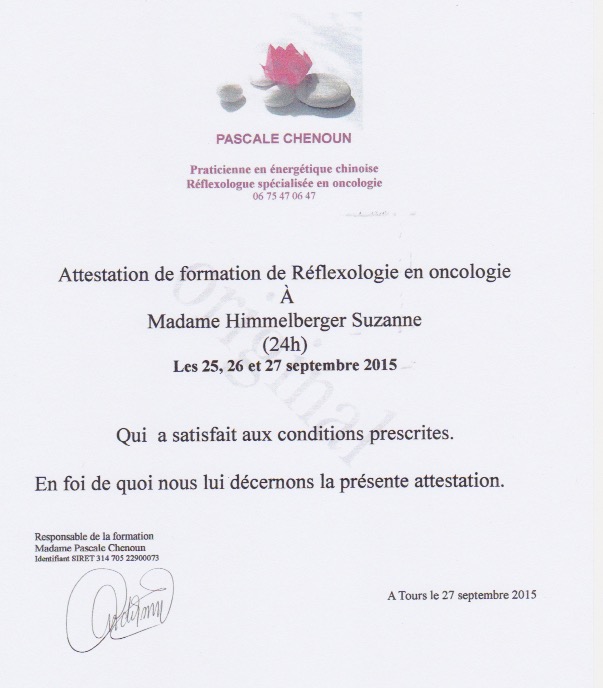 PASCALE CHENOUN
Praticienne en énergétique chinoise
Réflexologue spécialisée en oncologie
06 75 47 06 47
Attestation de formation de Réflexologie en oncologie
À
Madame Himmelberger Suzanne
(24h)
Les 25, 26 et 27 septembre 2015
original
Qui a satisfait aux conditions prescrites.
En foi de quoi nous lui décernons la présente attestation.
Responsable de la formation
Madame Pascale Chenoun
Identifiant SIRET 314 705 22900073
A Tours le 27 septembre 2015